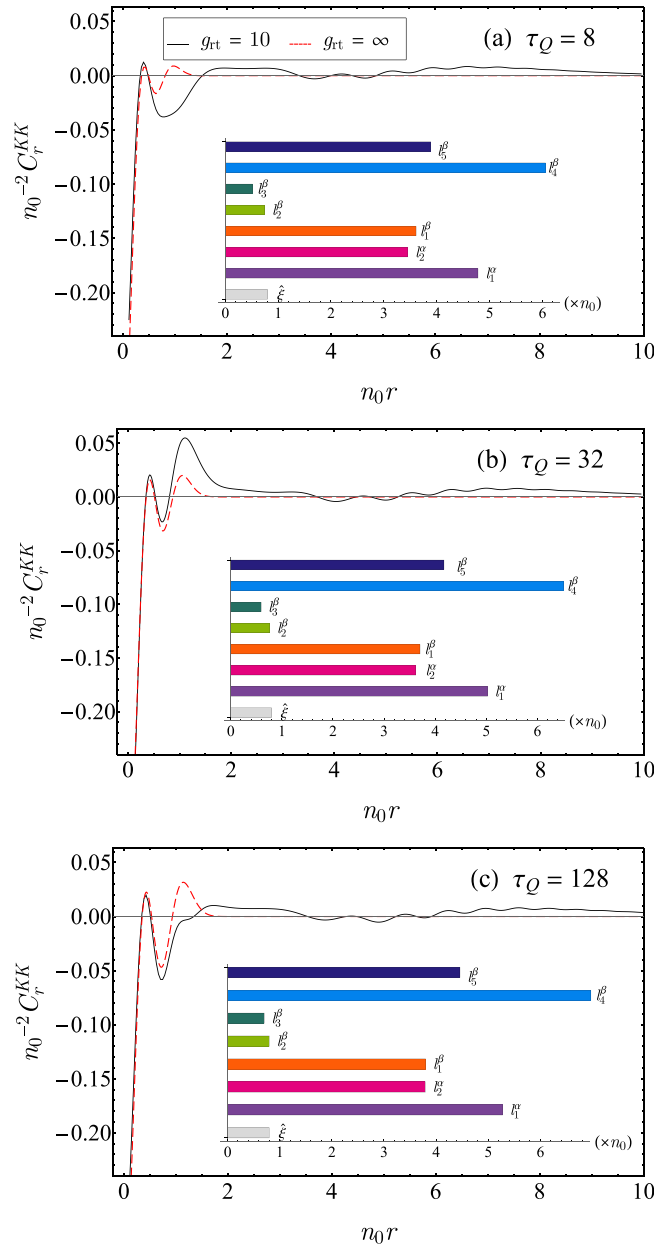 g_rt = 10 g_rt = ∞
(a) τ_Q = 8
0.05
0.00
−0.05
−0.10
−0.15
−0.20
n_0^{−2} C_r^{KK}
l_5^β
l_4^β
l_3^β
l_2^β
l_1^β
l_2^α
l_1^α
ξ̂
0 1 2 3 4 5 6 (×n_0)
0 2 4 6 8 10
n_0 r
(b) τ_Q = 32
0.05
0.00
−0.05
−0.10
−0.15
−0.20
n_0^{−2} C_r^{KK}
l_5^β
l_4^β
l_3^β
l_2^β
l_1^β
l_2^α
l_1^α
ξ̂
0 1 2 3 4 5 6 (×n_0)
0 2 4 6 8 10
n_0 r
(c) τ_Q = 128
0.05
0.00
−0.05
−0.10
−0.15
−0.20
n_0^{−2} C_r^{KK}
l_5^β
l_4^β
l_3^β
l_2^β
l_1^β
l_2^α
l_1^α
ξ̂
0 1 2 3 4 5 6 (×n_0)
0 2 4 6 8 10
n_0 r